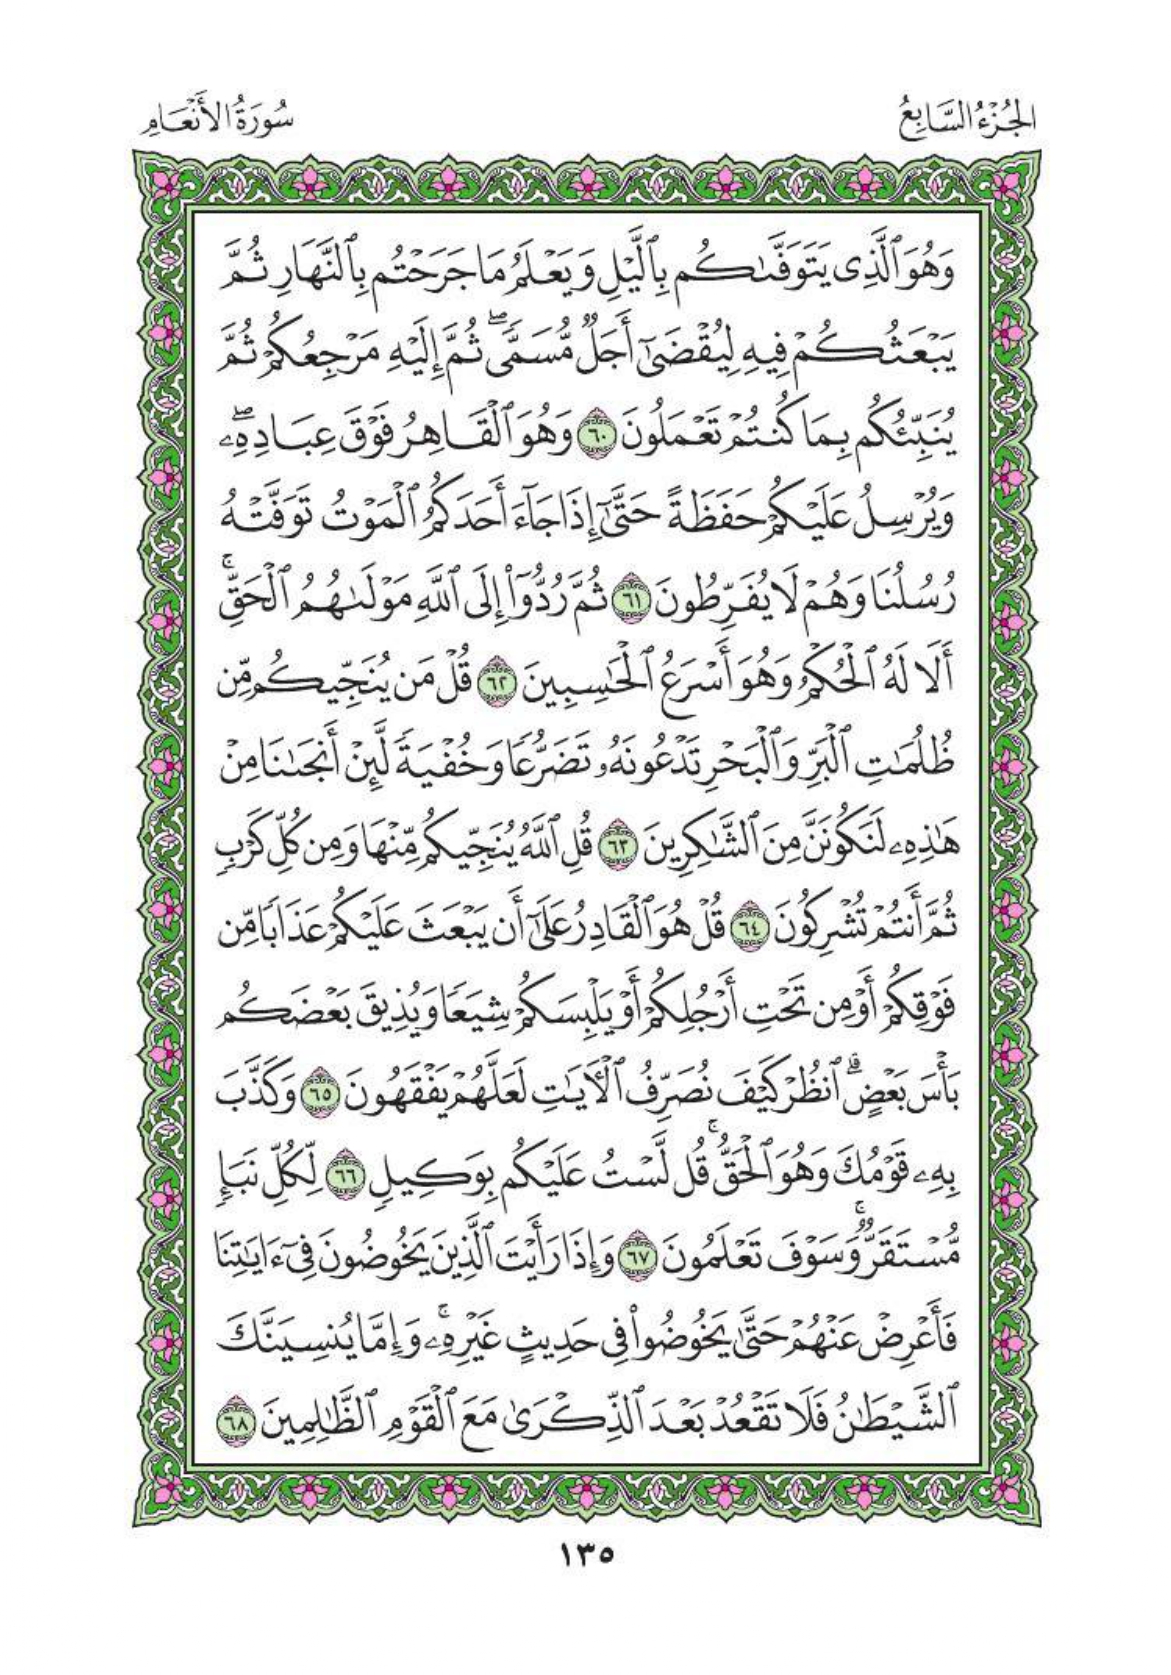 الجُزْءُ السَّابِعُ
سُورَةُ الأَنْعَامِ
وَهُوَ ٱلَّذِى يَتَوَفَّىٰكُم بِٱلَّيْلِ وَيَعْلَمُ مَا جَرَحْتُم بِٱلنَّهَارِ ثُمَّ
يَبْعَثُكُمْ فِيهِ لِيُقْضَىٰٓ أَجَلٌ مُّسَمًّى ۖ ثُمَّ إِلَيْهِ مَرْجِعُكُمْ ثُمَّ
يُنَبِّئُكُم بِمَا كُنتُمْ تَعْمَلُونَ ٦٠ وَهُوَ ٱلْقَاهِرُ فَوْقَ عِبَادِهِۦ ۖ
وَيُرْسِلُ عَلَيْكُمْ حَفَظَةً حَتَّىٰٓ إِذَا جَآءَ أَحَدَكُمُ ٱلْمَوْتُ تَوَفَّتْهُ
رُسُلُنَا وَهُمْ لَا يُفَرِّطُونَ ٦١ ثُمَّ رُدُّوٓا۟ إِلَى ٱللَّهِ مَوْلَىٰهُمُ ٱلْحَقِّ ۚ
أَلَا لَهُ ٱلْحُكْمُ وَهُوَ أَسْرَعُ ٱلْحَٰسِبِينَ ٦٢ قُلْ مَن يُنَجِّيكُم مِّن
ظُلُمَٰتِ ٱلْبَرِّ وَٱلْبَحْرِ تَدْعُونَهُۥ تَضَرُّعًا وَخُفْيَةً لَّئِنْ أَنجَىٰنَا مِنْ
هَٰذِهِۦ لَنَكُونَنَّ مِنَ ٱلشَّٰكِرِينَ ٦٣ قُلِ ٱللَّهُ يُنَجِّيكُم مِّنْهَا وَمِن كُلِّ كَرْبٍ
ثُمَّ أَنتُمْ تُشْرِكُونَ ٦٤ قُلْ هُوَ ٱلْقَادِرُ عَلَىٰٓ أَن يَبْعَثَ عَلَيْكُمْ عَذَابًا مِّن
فَوْقِكُمْ أَوْ مِن تَحْتِ أَرْجُلِكُمْ أَوْ يَلْبِسَكُمْ شِيَعًا وَيُذِيقَ بَعْضَكُم
بَأْسَ بَعْضٍ ۗ ٱنظُرْ كَيْفَ نُصَرِّفُ ٱلْءَايَٰتِ لَعَلَّهُمْ يَفْقَهُونَ ٦٥ وَكَذَّبَ
بِهِۦ قَوْمُكَ وَهُوَ ٱلْحَقُّ ۚ قُل لَّسْتُ عَلَيْكُم بِوَكِيلٍ ٦٦ لِّكُلِّ نَبَإٍ
مُّسْتَقَرٌّ ۚ وَسَوْفَ تَعْلَمُونَ ٦٧ وَإِذَا رَأَيْتَ ٱلَّذِينَ يَخُوضُونَ فِىٓ ءَايَٰتِنَا
فَأَعْرِضْ عَنْهُمْ حَتَّىٰ يَخُوضُوا۟ فِى حَدِيثٍ غَيْرِهِۦ ۚ وَإِمَّا يُنسِيَنَّكَ
ٱلشَّيْطَٰنُ فَلَا تَقْعُدْ بَعْدَ ٱلذِّكْرَىٰ مَعَ ٱلْقَوْمِ ٱلظَّٰلِمِينَ ٦٨
١٣٥